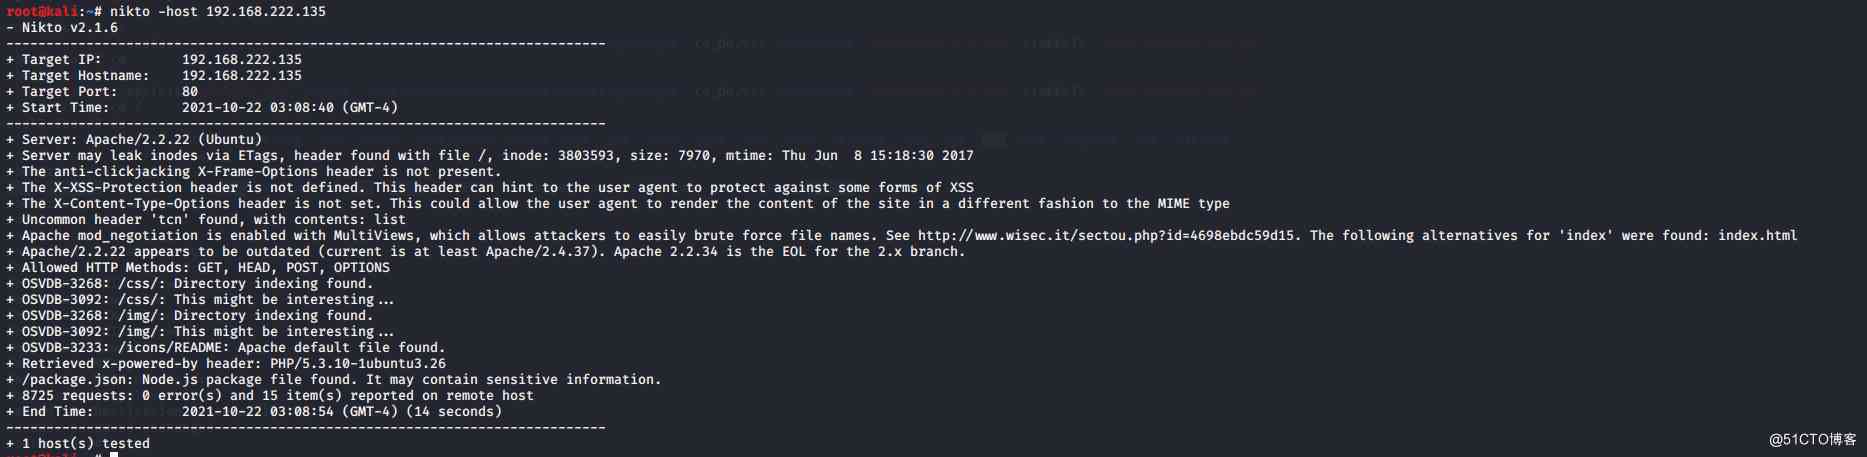 root@kali:~# nikto -host 192.168.222.135
- Nikto v2.1.6
---------------------------------------------------------------------------
+ Target IP:          192.168.222.135
+ Target Hostname:    192.168.222.135
+ Target Port:        80
+ Start Time:         2021-10-22 03:08:40 (GMT-4)
---------------------------------------------------------------------------
+ Server: Apache/2.2.22 (Ubuntu)
+ Server may leak inodes via ETags, header found with file /, inode: 3803593, size: 7970, mtime: Thu Jun  8 15:18:30 2017
+ The anti-clickjacking X-Frame-Options header is not present.
+ The X-XSS-Protection header is not defined. This header can hint to the user agent to protect against some forms of XSS
+ The X-Content-Type-Options header is not set. This could allow the user agent to render the content of the site in a different fashion to the MIME type
+ Uncommon header 'tcn' found, with contents: list
+ Apache mod_negotiation is enabled with MultiViews, which allows attackers to easily brute force file names. See http://www.wisec.it/sectou.php?id=4698ebdc59d15. The following alternatives for 'index' were found: index.html
+ Apache/2.2.22 appears to be outdated (current is at least Apache/2.4.37). Apache 2.2.34 is the EOL for the 2.x branch.
+ Allowed HTTP Methods: GET, HEAD, POST, OPTIONS
+ OSVDB-3268: /css/: Directory indexing found.
+ OSVDB-3092: /css/: This might be interesting...
+ OSVDB-3268: /img/: Directory indexing found.
+ OSVDB-3092: /img/: This might be interesting...
+ OSVDB-3233: /icons/README: Apache default file found.
+ Retrieved x-powered-by header: PHP/5.3.10-1ubuntu3.26
+ /package.json: Node.js package file found. It may contain sensitive information.
+ 8725 requests: 0 error(s) and 15 item(s) reported on remote host
+ End Time:           2021-10-22 03:08:54 (GMT-4) (14 seconds)
---------------------------------------------------------------------------
+ 1 host(s) tested
root@kali:~#
@51CTO博客